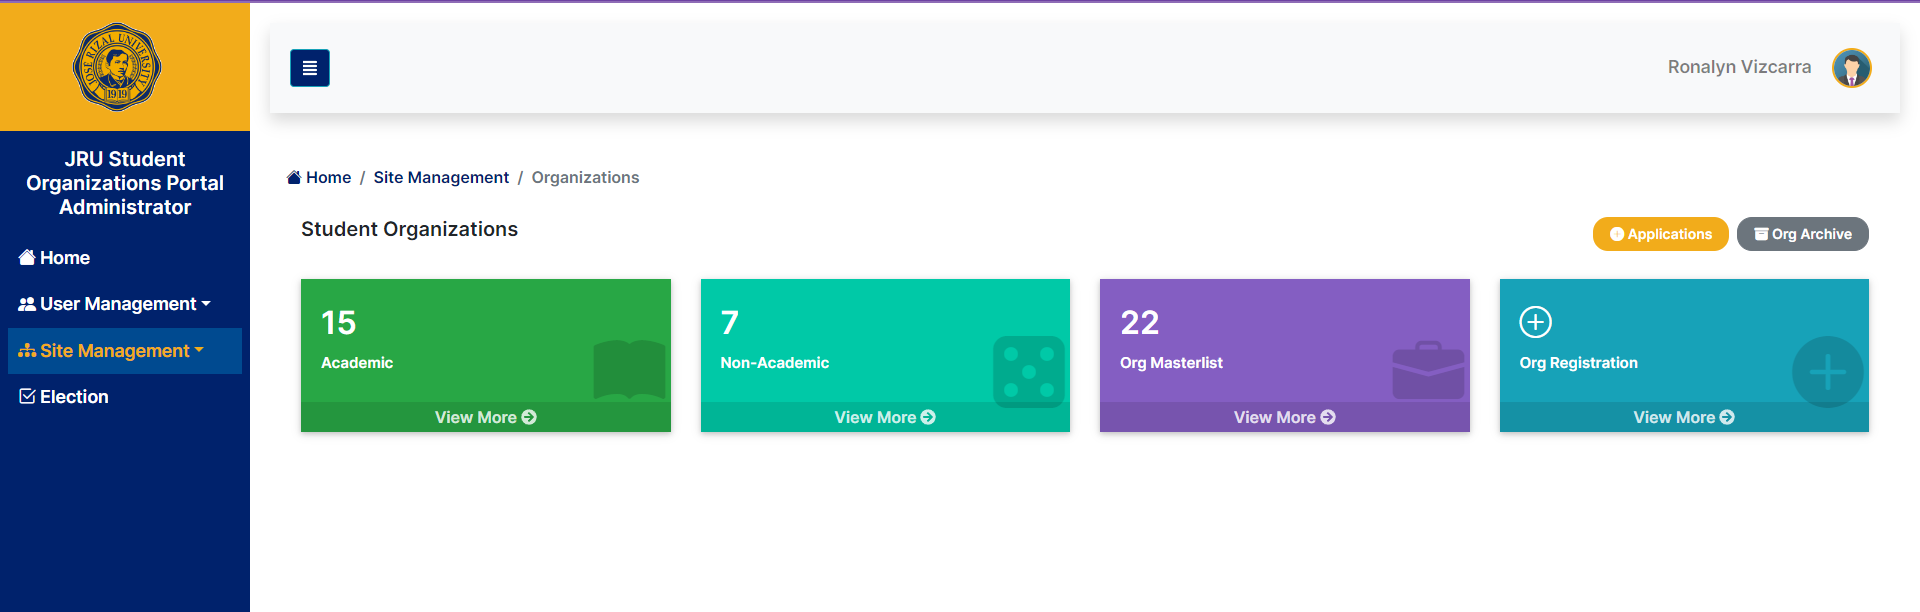 JOSE RIZAL UNIVERSITY
1919
JRU Student
Organizations Portal
Administrator
Home
User Management
Site Management
Election
Ronalyn Vizcarra
Home / Site Management / Organizations
Student Organizations
Applications
Org Archive
15
Academic
View More
7
Non-Academic
View More
22
Org Masterlist
View More
Org Registration
View More